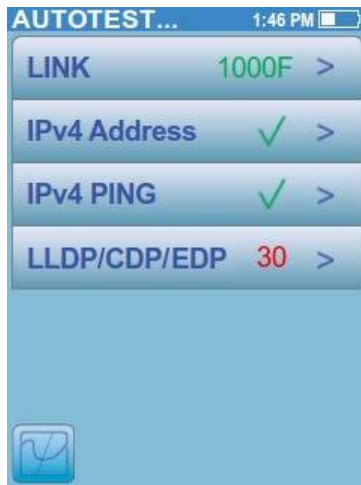 AUTOTEST... 1:46 PM
LINK 1000F >
IPv4 Address ✓ >
IPv4 PING ✓ >
LLDP/CDP/EDP 30 >